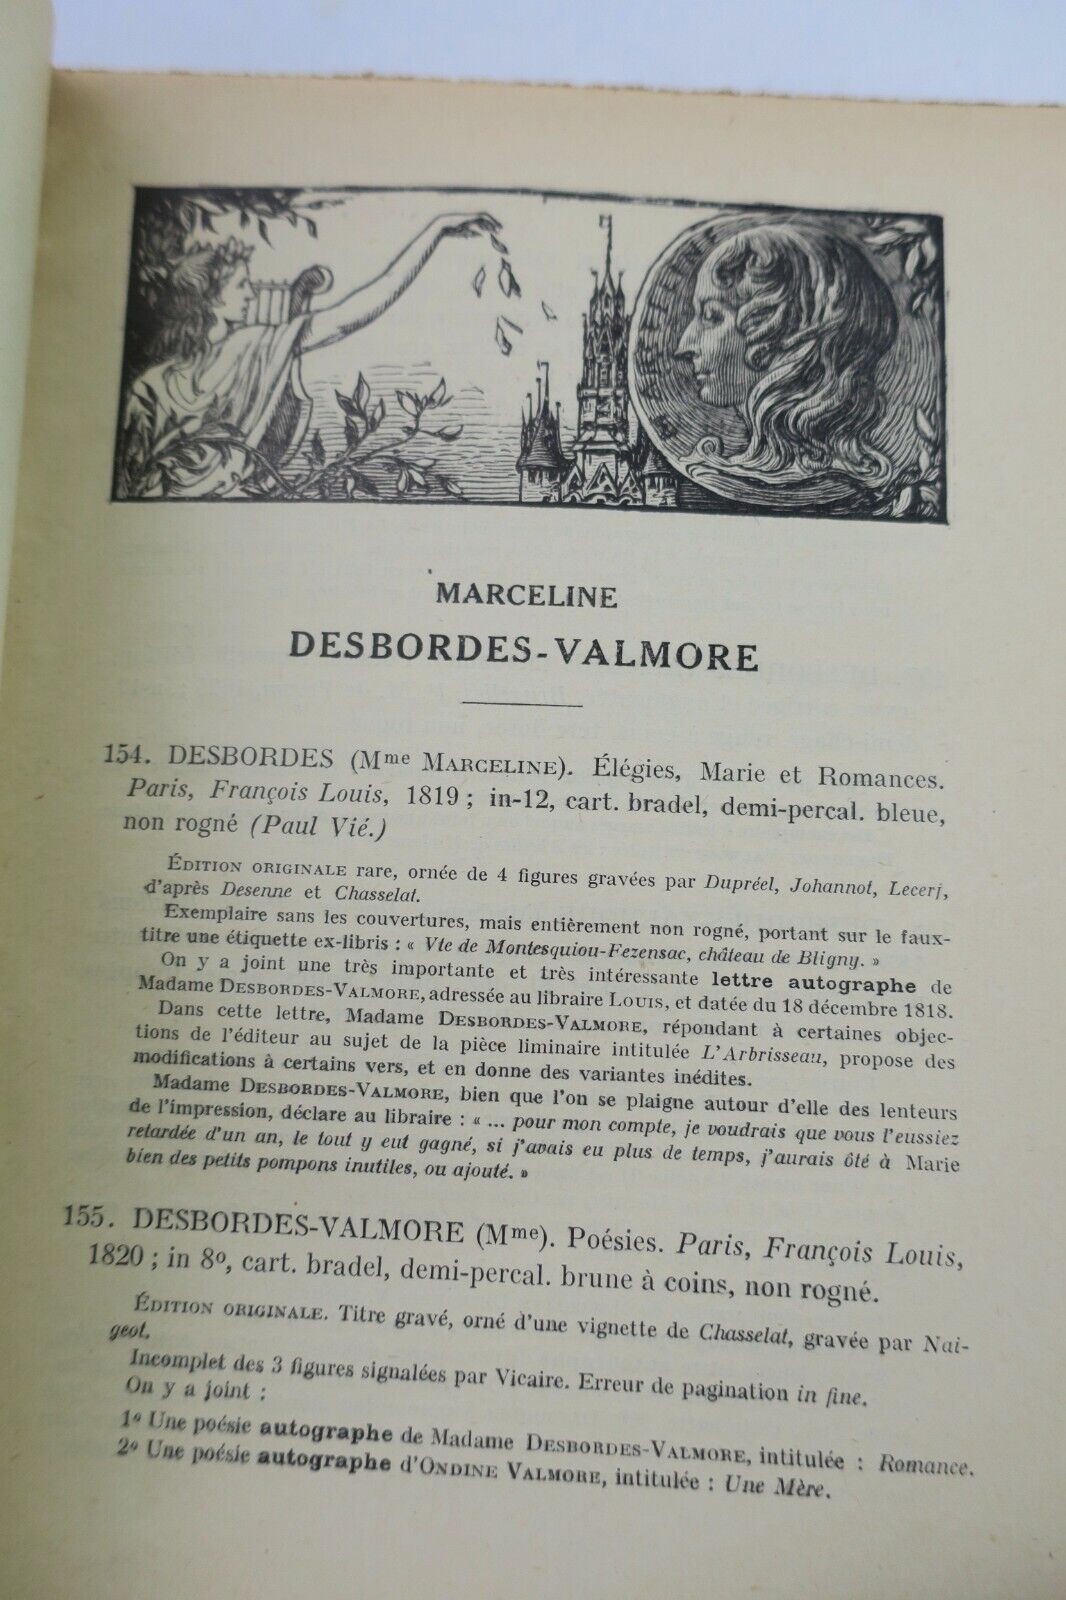 MARCELINE
MARCELINE
DESBORDES-VALMORE
154. DESBORDES (Mme MARCELINE). Élégies, Marie et Romances.
Paris, François Louis, 1819 ; in-12, cart. bradel, demi-percal. bleue,
non rogné (Paul Vié.)
ÉDITION ORIGINALE rare, ornée de 4 figures gravées par Dupréel, Johannot, Lecerf,
d'après Desenne et Chasselat.
Exemplaire sans les couvertures, mais entièrement non rogné, portant sur le faux-
titre une étiquette ex-libris : « Vte de Montesquiou-Fezensac, château de Bligny. »
On y a joint une très importante et très intéressante lettre autographe de
Madame DESBORDES-VALMORE, adressée au libraire LOUIS, et datée du 18 décembre 1818.
Dans cette lettre, Madame DESBORDES-VALMORE, répondant à certaines objec-
tions de l'éditeur au sujet de la pièce liminaire intitulée L'Arbrisseau, propose des
modifications à certains vers, et en donne des variantes inédites.
Madame DESBORDES-VALMORE, bien que l'on se plaigne autour d'elle des lenteurs
de l'impression, déclare au libraire : « ... pour mon compte, je voudrais que vous l'eussiez
retardée d'un an, le tout y eut gagné, si j'avais eu plus de temps, j'aurais ôté à Marie
bien des petits pompons inutiles, ou ajouté. »
155. DESBORDES-VALMORE (Mme). Poésies. Paris, François Louis,
1820 ; in 8º, cart. bradel, demi-percal. brune à coins, non rogné.
ÉDITION ORIGINALE. Titre gravé, orné d'une vignette de Chasselat, gravée par Nai-
geot.
Incomplet des 3 figures signalées par Vicaire. Erreur de pagination in fine.
On y a joint :
1º Une poésie autographe de Madame DESBORDES-VALMORE, intitulée : Romance.
2º Une poésie autographe d'ONDINE VALMORE, intitulée : Une Mère.